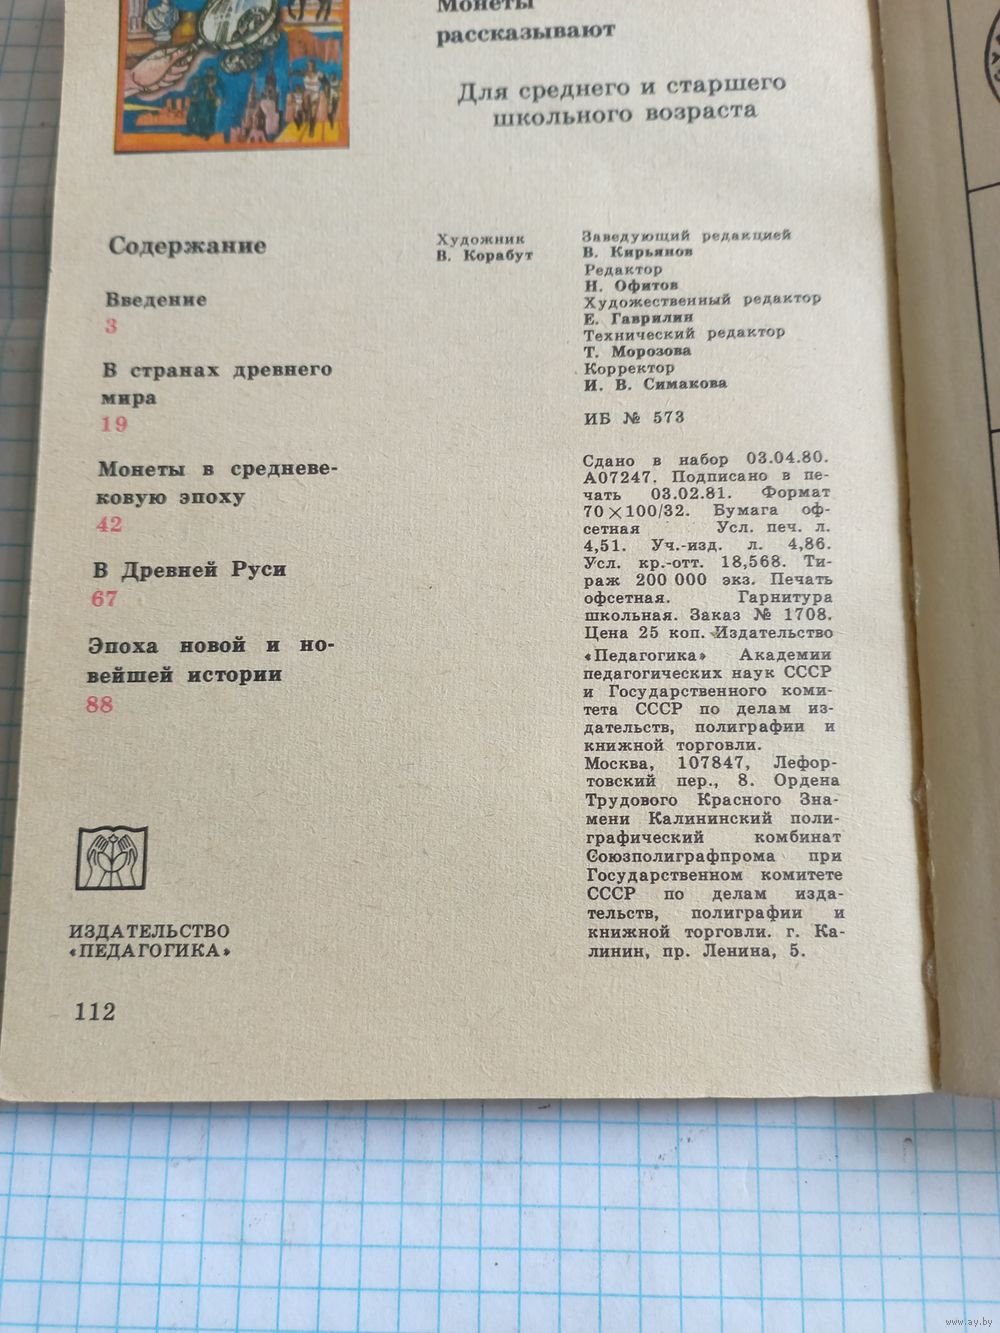 Монеты
рассказывают
Для среднего и старшего
школьного возраста
Содержание
Введение
3
В странах древнего
мира
19
Монеты в средневе-
ковую эпоху
42
В Древней Руси
67
Эпоха новой и но-
вейшей истории
88
ИЗДАТЕЛЬСТВО
«ПЕДАГОГИКА»
112
Художник
В. Корабут
Заведующий редакцией
В. Кирьянов
Редактор
Н. Офитов
Художественный редактор
Е. Гаврилин
Технический редактор
Т. Морозова
Корректор
И. В. Симакова
ИБ № 573
Сдано в набор 03.04.80.
А07247. Подписано в пе-
чать 03.02.81. Формат
70×100/32. Бумага оф-
сетная Усл. печ. л.
4,51. Уч.-изд. л. 4,86.
Усл. кр.-отт. 18,568. Ти-
раж 200 000 экз. Печать
офсетная. Гарнитура
школьная. Заказ № 1708.
Цена 25 коп. Издательство
«Педагогика» Академии
педагогических наук СССР
и Государственного коми-
тета СССР по делам из-
дательств, полиграфии и
книжной торговли.
Москва, 107847, Лефор-
товский пер., 8. Ордена
Трудового Красного Зна-
мени Калининский поли-
графический комбинат
Союзполиграфпрома при
Государственном комитете
СССР по делам изда-
тельств, полиграфии и
книжной торговли. г. Ка-
линин, пр. Ленина, 5.
www.ay.by